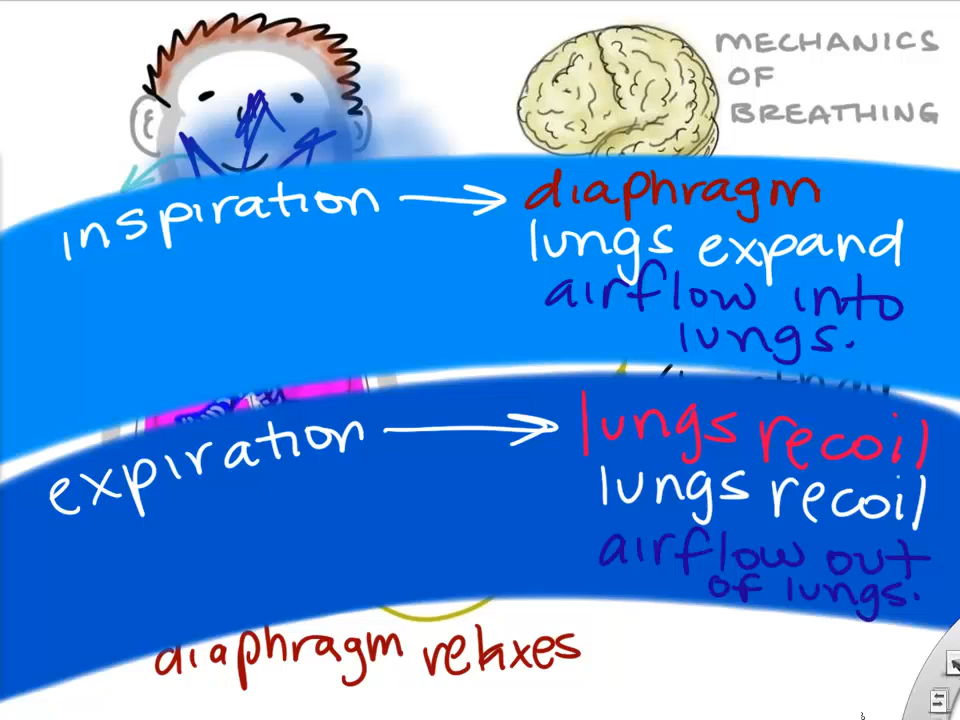 MECHANICS
OF
BREATHING
inspiration → diaphragm
lungs expand
airflow into
lungs.
expiration → lungs recoil
lungs recoil
airflow out
of lungs.
diaphragm relaxes